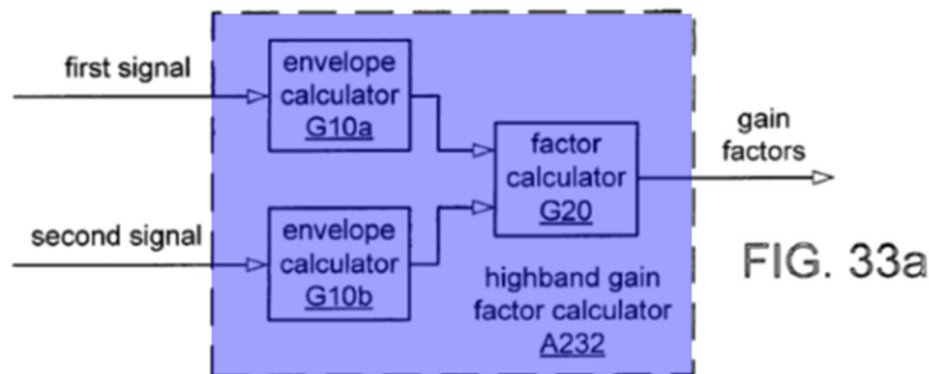 first signal
envelope
calculator
G10a
second signal
envelope
calculator
G10b
factor
calculator
G20
highband gain
factor calculator
A232
gain
factors
FIG. 33a